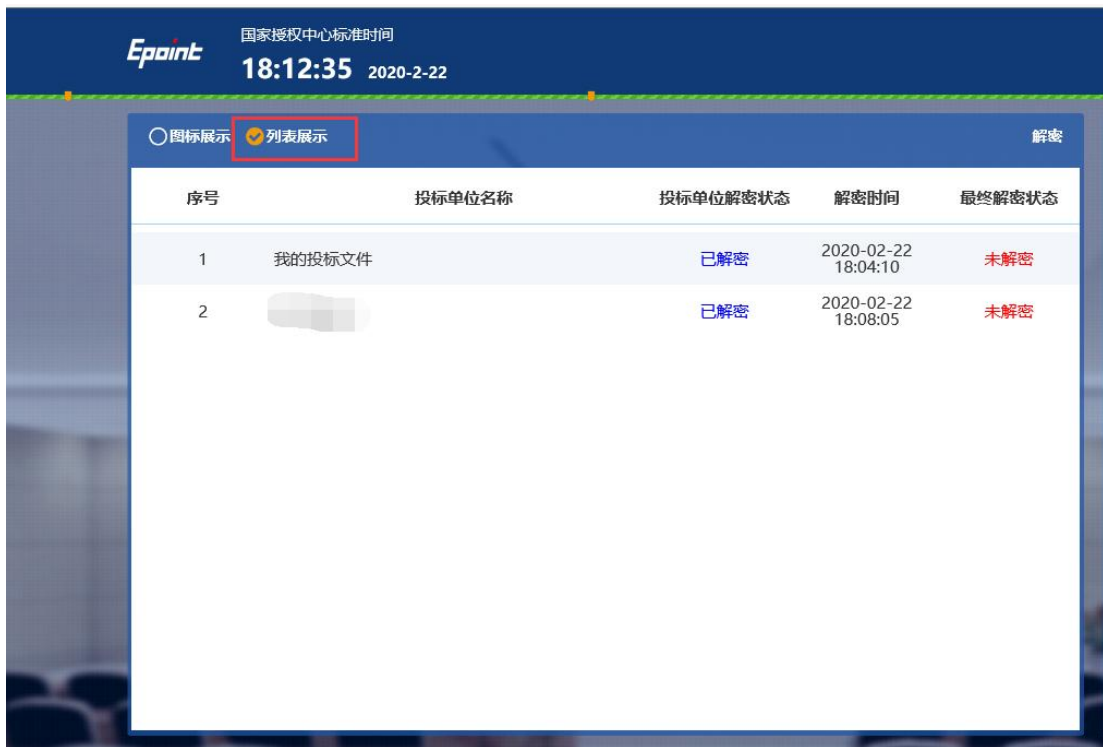 Epoint
国家授权中心标准时间
18:12:35 2020-2-22
图标展示 列表展示 解密
序号 投标单位名称 投标单位解密状态 解密时间 最终解密状态
1 我的投标文件 已解密 2020-02-22 18:04:10 未解密
2 已解密 2020-02-22 18:08:05 未解密